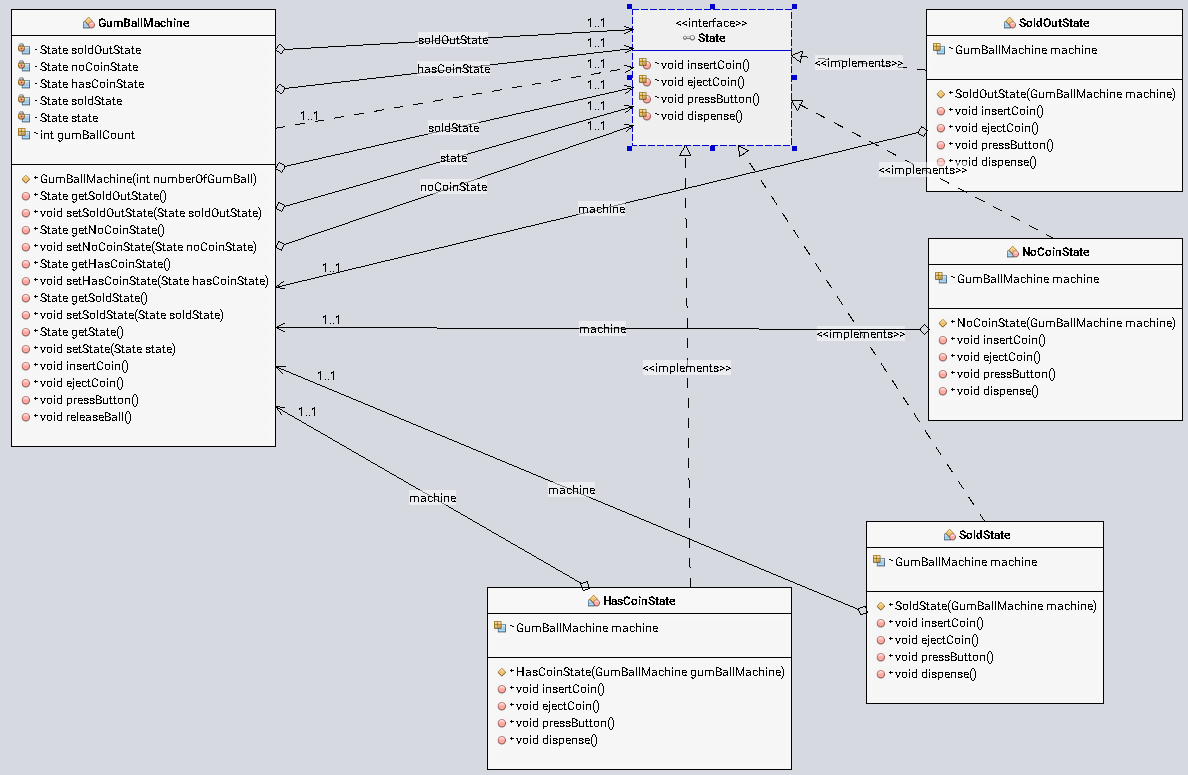 GumBallMachine
- State soldOutState
- State noCoinState
- State hasCoinState
- State soldState
- State state
~ int gumBallCount
+ GumBallMachine(int numberOfGumBall)
+ State getSoldOutState()
+ void setSoldOutState(State soldOutState)
+ State getNoCoinState()
+ void setNoCoinState(State noCoinState)
+ State getHasCoinState()
+ void setHasCoinState(State hasCoinState)
+ State getSoldState()
+ void setSoldState(State soldState)
+ State getState()
+ void setState(State state)
+ void insertCoin()
+ void ejectCoin()
+ void pressButton()
+ void releaseBall()
soldOutState
1..1
hasCoinState
1..1
1..1
1..1
soldState
1..1
state
1..1
noCoinState
1..1
<<interface>>
State
~ void insertCoin()
~ void ejectCoin()
~ void pressButton()
~ void dispense()
<<implements>>
<<implements>>
machine
1..1
SoldOutState
~ GumBallMachine machine
+ SoldOutState(GumBallMachine machine)
+ void insertCoin()
+ void ejectCoin()
+ void pressButton()
+ void dispense()
NoCoinState
~ GumBallMachine machine
+ NoCoinState(GumBallMachine machine)
+ void insertCoin()
+ void ejectCoin()
+ void pressButton()
+ void dispense()
1..1
machine
<<implements>>
<<implements>>
1..1
1..1
machine
machine
SoldState
~ GumBallMachine machine
+ SoldState(GumBallMachine machine)
+ void insertCoin()
+ void ejectCoin()
+ void pressButton()
+ void dispense()
HasCoinState
~ GumBallMachine machine
+ HasCoinState(GumBallMachine gumBallMachine)
+ void insertCoin()
+ void ejectCoin()
+ void pressButton()
+ void dispense()